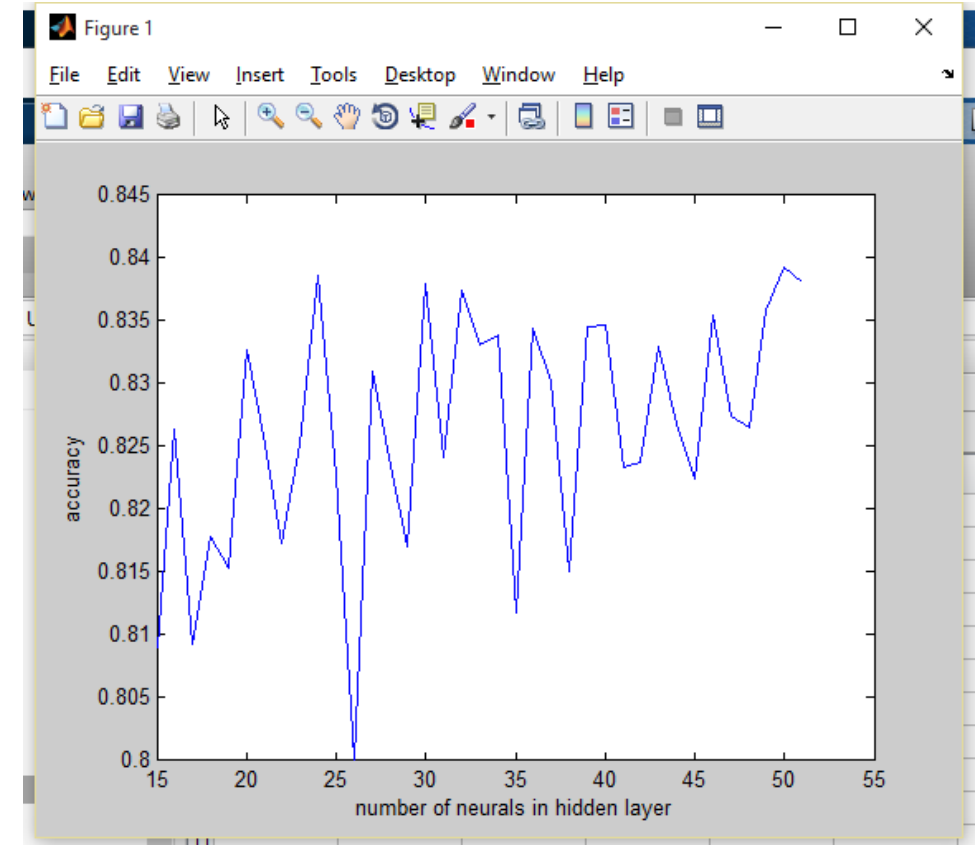 Figure 1
File Edit View Insert Tools Desktop Window Help
0.845
0.84
0.835
0.83
0.825
0.82
0.815
0.81
0.805
0.8
accuracy
15 20 25 30 35 40 45 50 55
number of neurals in hidden layer